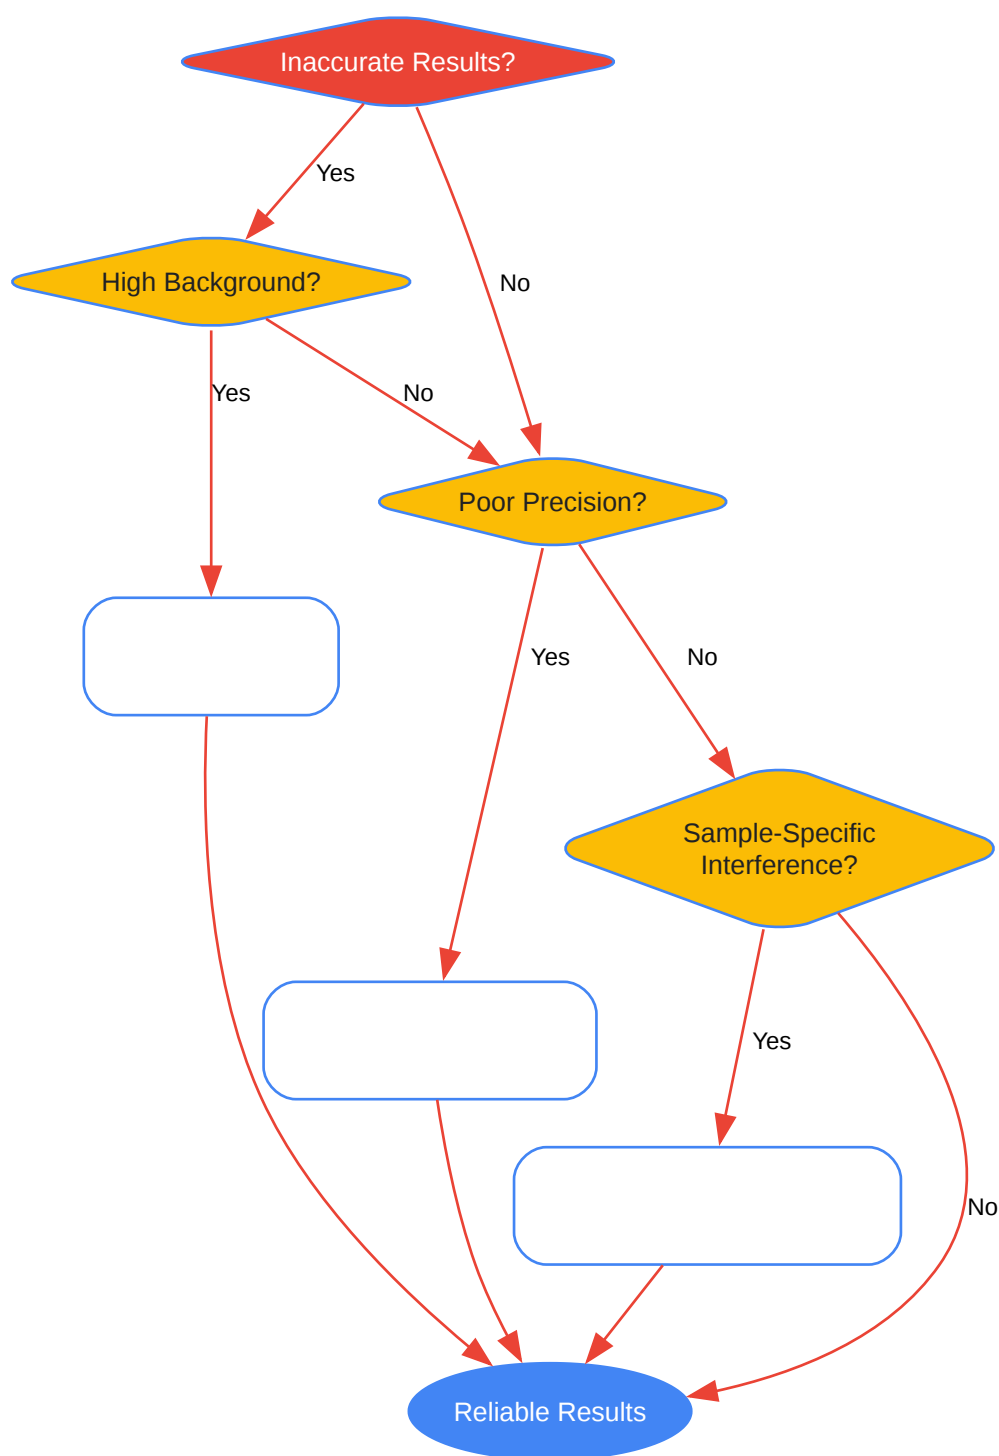 Inaccurate Results?
Yes
High Background?
No
Yes
No
Poor Precision?
Yes
No
Sample-Specific
Interference?
Yes
No
Reliable Results